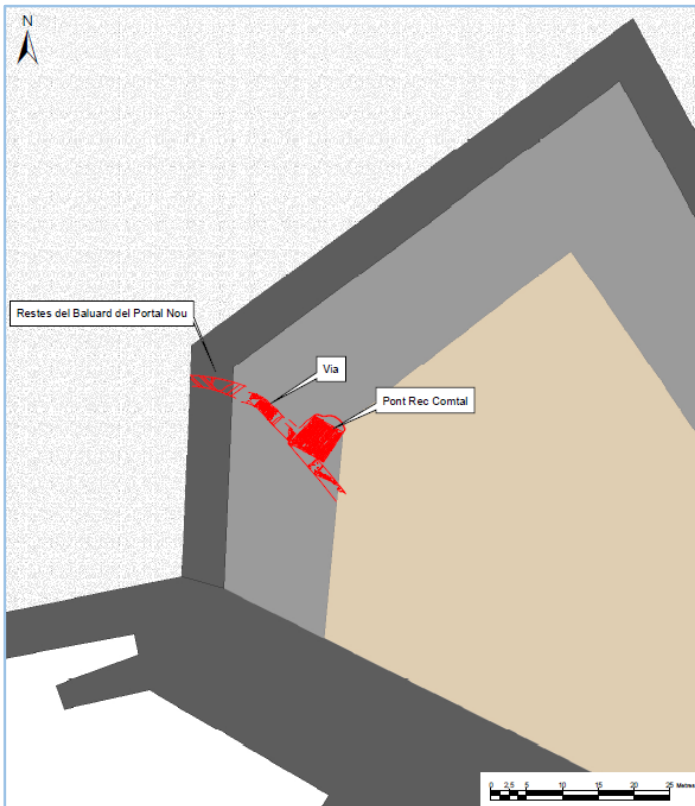 N
Restes del Baluard del Portal Nou
Via
Pont Rec Comtal
0 2,5 5 10 15 20 25 Metres